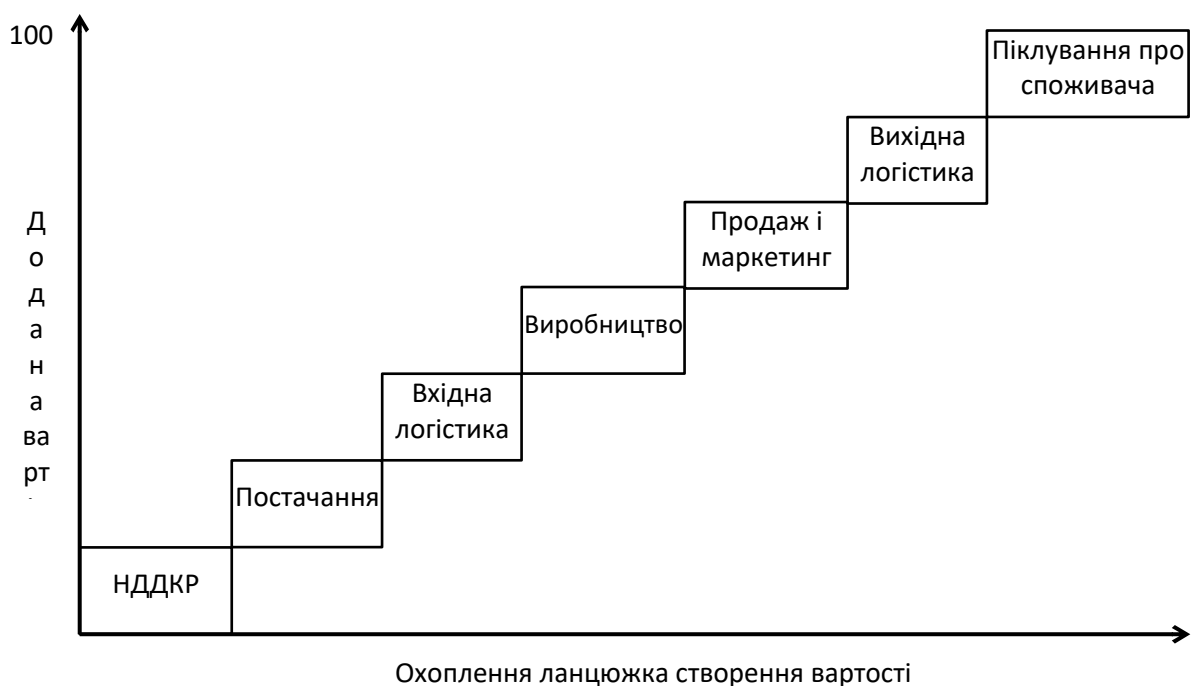 100
Піклування про
споживача
Вихідна
логістика
Продаж і
маркетинг
Виробництво
Вхідна
логістика
Постачання
НДДКР
Д
о
д
а
н
а
ва
рт
Охоплення ланцюжка створення вартості